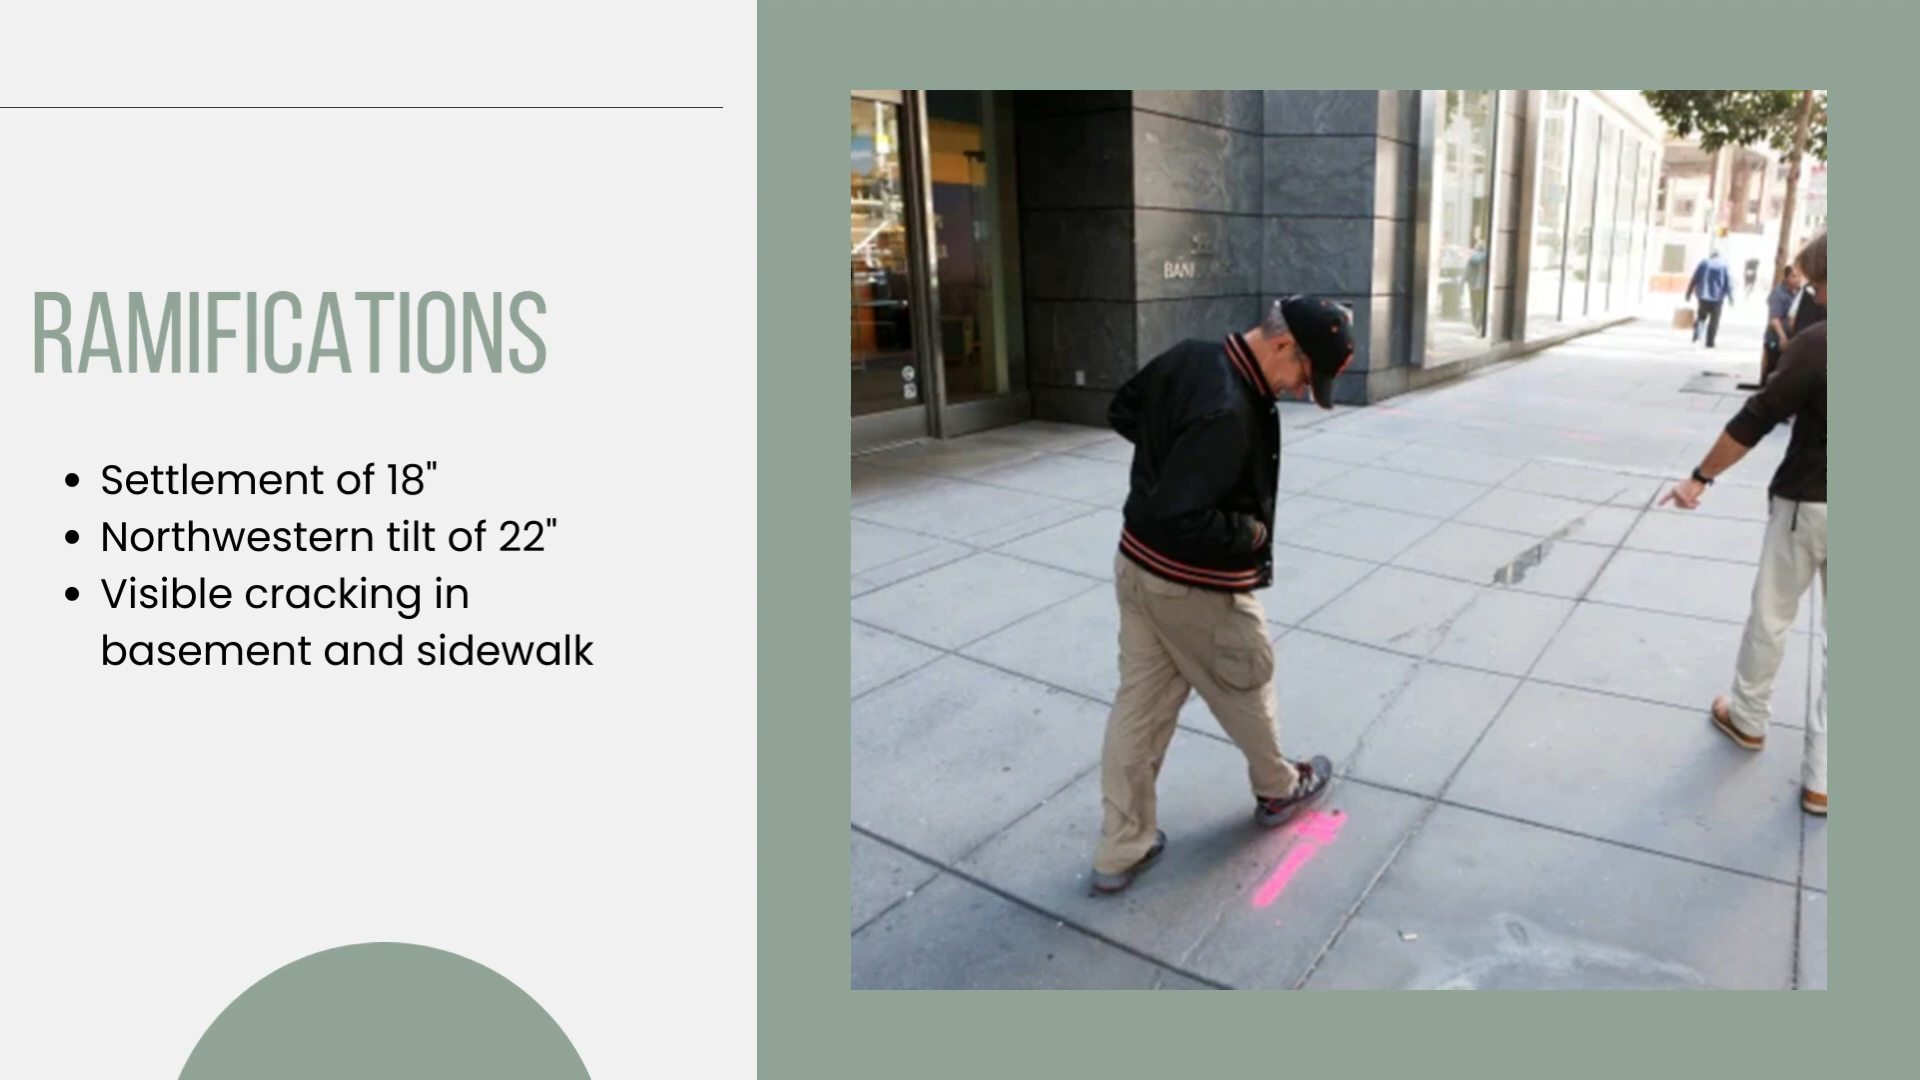 RAMIFICATIONS
• Settlement of 18"
• Northwestern tilt of 22"
• Visible cracking in
basement and sidewalk